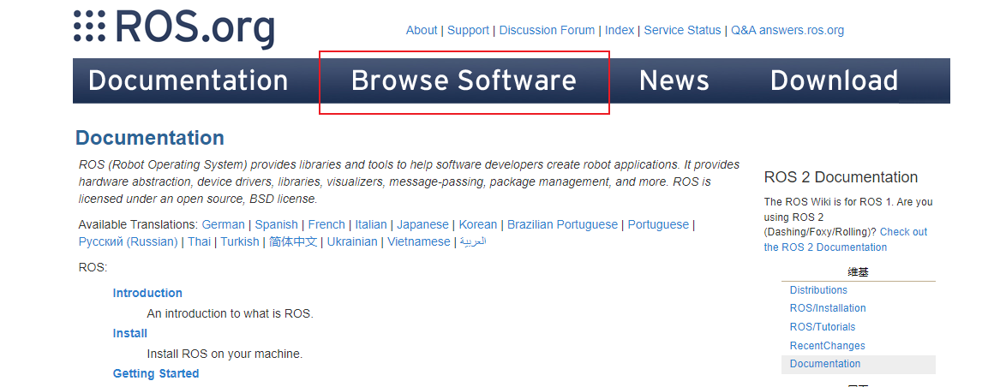 ROS.org
About | Support | Discussion Forum | Index | Service Status | Q&A answers.ros.org
Documentation Browse Software News Download
Documentation
ROS (Robot Operating System) provides libraries and tools to help software developers create robot applications. It provides
hardware abstraction, device drivers, libraries, visualizers, message-passing, package management, and more. ROS is
licensed under an open source, BSD license.
Available Translations: German | Spanish | French | Italian | Japanese | Korean | Brazilian Portuguese | Portuguese |
Русский (Russian) | Thai | Turkish | 简体中文 | Ukrainian | Vietnamese | العربية
ROS:
Introduction
An introduction to what is ROS.
Install
Install ROS on your machine.
Getting Started
ROS 2 Documentation
The ROS Wiki is for ROS 1. Are you
using ROS 2
(Dashing/Foxy/Rolling)? Check out
the ROS 2 Documentation
维基
Distributions
ROS/Installation
ROS/Tutorials
RecentChanges
Documentation